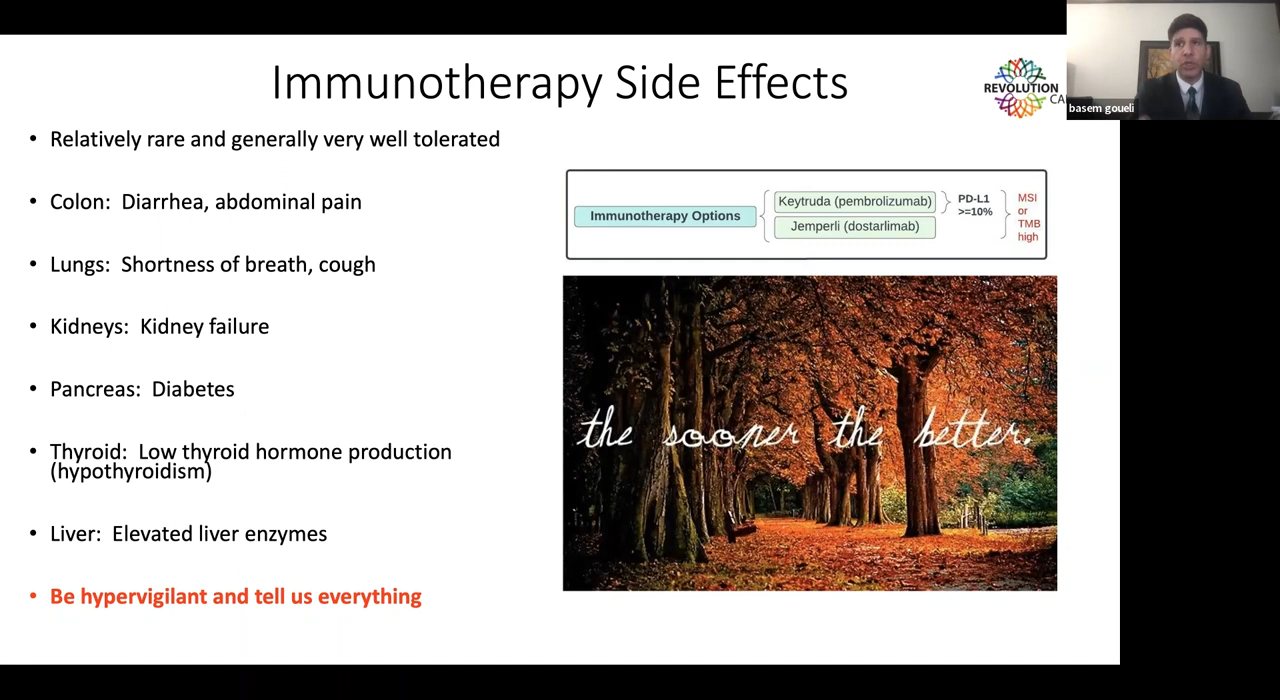 Immunotherapy Side Effects
REVOLUTION
CA
basem goueli
• Relatively rare and generally very well tolerated
• Colon: Diarrhea, abdominal pain
• Lungs: Shortness of breath, cough
• Kidneys: Kidney failure
• Pancreas: Diabetes
• Thyroid: Low thyroid hormone production
(hypothyroidism)
• Liver: Elevated liver enzymes
• Be hypervigilant and tell us everything
Immunotherapy Options
Keytruda (pembrolizumab)
Jemperli (dostarlimab)
PD-L1
>=10%
MSI
or
TMB
high
the sooner the better.